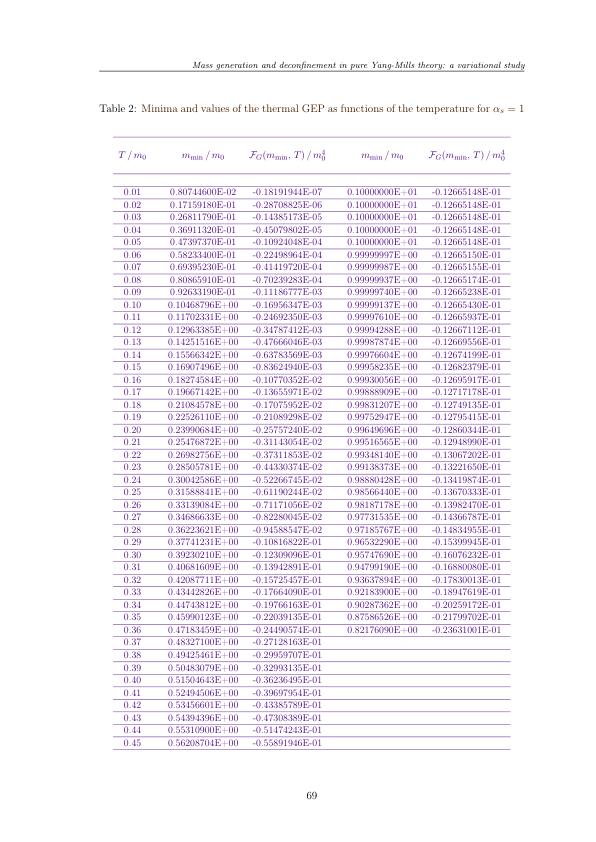 Mass generation and deconfinement in pure Yang-Mills theory: a variational study
Table 2: Minima and values of the thermal GEP as functions of the temperature for αs = 1
T / m0 mmin / m0 FG(mmin, T) / m0^4 mmin / m0 FG(mmin, T) / m0^4
0.01 0.80744600E-02 -0.18191944E-07 0.10000000E+01 -0.12665148E-01
0.02 0.17159180E-01 -0.28708825E-06 0.10000000E+01 -0.12665148E-01
0.03 0.26811790E-01 -0.14385173E-05 0.10000000E+01 -0.12665148E-01
0.04 0.36911320E-01 -0.45079802E-05 0.10000000E+01 -0.12665148E-01
0.05 0.47397370E-01 -0.10924048E-04 0.10000000E+01 -0.12665148E-01
0.06 0.58233400E-01 -0.22498964E-04 0.99999997E+00 -0.12665150E-01
0.07 0.69395230E-01 -0.41419720E-04 0.99999987E+00 -0.12665155E-01
0.08 0.80865910E-01 -0.70239283E-04 0.99999937E+00 -0.12665174E-01
0.09 0.92633190E-01 -0.11186777E-03 0.99999740E+00 -0.12665238E-01
0.10 0.10468796E+00 -0.16956347E-03 0.99999137E+00 -0.12665430E-01
0.11 0.11702331E+00 -0.24692350E-03 0.99997610E+00 -0.12665937E-01
0.12 0.12963385E+00 -0.34787412E-03 0.99994288E+00 -0.12667112E-01
0.13 0.14251516E+00 -0.47666046E-03 0.99987874E+00 -0.12669556E-01
0.14 0.15566342E+00 -0.63783569E-03 0.99976604E+00 -0.12674199E-01
0.15 0.16907496E+00 -0.83624940E-03 0.99958235E+00 -0.12682379E-01
0.16 0.18274584E+00 -0.10770352E-02 0.99930056E+00 -0.12695917E-01
0.17 0.19667142E+00 -0.13655971E-02 0.99888909E+00 -0.12717178E-01
0.18 0.21084578E+00 -0.17075952E-02 0.99831207E+00 -0.12749135E-01
0.19 0.22526110E+00 -0.21089298E-02 0.99752947E+00 -0.12795415E-01
0.20 0.23990684E+00 -0.25757240E-02 0.99649696E+00 -0.12860344E-01
0.21 0.25476872E+00 -0.31143054E-02 0.99516565E+00 -0.12948990E-01
0.22 0.26982756E+00 -0.37311853E-02 0.99348140E+00 -0.13067202E-01
0.23 0.28505781E+00 -0.44330374E-02 0.99138373E+00 -0.13221650E-01
0.24 0.30042586E+00 -0.52266745E-02 0.98880428E+00 -0.13419874E-01
0.25 0.31588841E+00 -0.61190244E-02 0.98566440E+00 -0.13670333E-01
0.26 0.33139084E+00 -0.71171056E-02 0.98187178E+00 -0.13982470E-01
0.27 0.34686633E+00 -0.82280045E-02 0.97731535E+00 -0.14366787E-01
0.28 0.36223621E+00 -0.94588547E-02 0.97185767E+00 -0.14834955E-01
0.29 0.37741231E+00 -0.10816822E-01 0.96532290E+00 -0.15399945E-01
0.30 0.39230210E+00 -0.12309096E-01 0.95747690E+00 -0.16076232E-01
0.31 0.40681609E+00 -0.13942891E-01 0.94799190E+00 -0.16880080E-01
0.32 0.42087711E+00 -0.15725457E-01 0.93637894E+00 -0.17830013E-01
0.33 0.43442826E+00 -0.17664090E-01 0.92183900E+00 -0.18947619E-01
0.34 0.44743812E+00 -0.19766163E-01 0.90287362E+00 -0.20259172E-01
0.35 0.45990123E+00 -0.22039135E-01 0.87586526E+00 -0.21799702E-01
0.36 0.47183459E+00 -0.24490574E-01 0.82176090E+00 -0.23631001E-01
0.37 0.48327100E+00 -0.27128163E-01
0.38 0.49425461E+00 -0.29959707E-01
0.39 0.50483079E+00 -0.32993135E-01
0.40 0.51504643E+00 -0.36236495E-01
0.41 0.52494506E+00 -0.39697954E-01
0.42 0.53456601E+00 -0.43385789E-01
0.43 0.54394396E+00 -0.47308389E-01
0.44 0.55310900E+00 -0.51474243E-01
0.45 0.56208704E+00 -0.55891946E-01
69